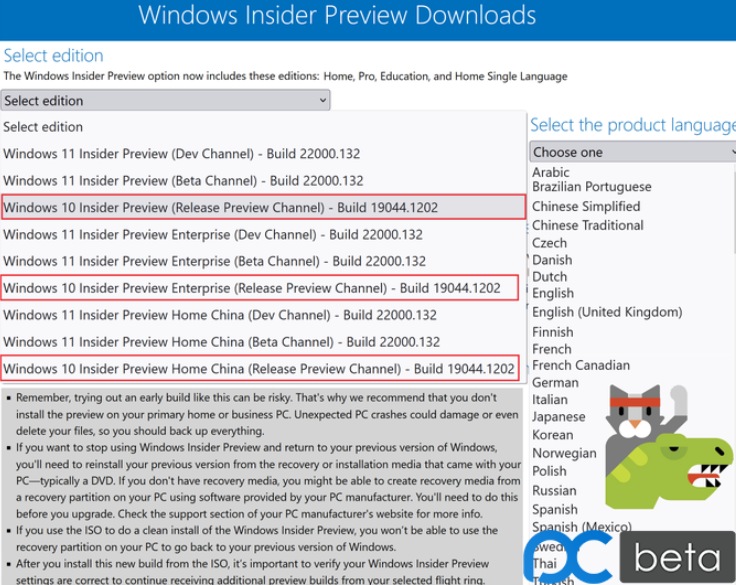 Windows Insider Preview Downloads
Select edition
The Windows Insider Preview option now includes these editions: Home, Pro, Education, and Home Single Language
Select edition
Select edition
Windows 11 Insider Preview (Dev Channel) - Build 22000.132
Windows 11 Insider Preview (Beta Channel) - Build 22000.132
Windows 10 Insider Preview (Release Preview Channel) - Build 19044.1202
Windows 11 Insider Preview Enterprise (Dev Channel) - Build 22000.132
Windows 11 Insider Preview Enterprise (Beta Channel) - Build 22000.132
Windows 10 Insider Preview Enterprise (Release Preview Channel) - Build 19044.1202
Windows 11 Insider Preview Home China (Dev Channel) - Build 22000.132
Windows 11 Insider Preview Home China (Beta Channel) - Build 22000.132
Windows 10 Insider Preview Home China (Release Preview Channel) - Build 19044.1202
Remember, trying out an early build like this can be risky. That's why we recommend that you don't
install the preview on your primary home or business PC. Unexpected PC crashes could damage or even
delete your files, so you should back up everything.
If you want to stop using Windows Insider Preview and return to your previous version of Windows,
you'll need to reinstall your previous version from the recovery or installation media that came with your
PC—typically a DVD. If you don't have recovery media, you might be able to create recovery media from
a recovery partition on your PC using software provided by your PC manufacturer. You'll need to do this
before you upgrade. Check the support section of your PC manufacturer's website for more info.
If you use the ISO to do a clean install of the Windows Insider Preview, you won't be able to use the
recovery partition on your PC to go back to your previous version of Windows.
After you install this new build from the ISO, it's important to verify your Windows Insider Preview
settings are correct to continue receiving additional preview builds from your selected flight ring.
Select the product language
Choose one
Arabic
Brazilian Portuguese
Chinese Simplified
Chinese Traditional
Czech
Danish
Dutch
English
English (United Kingdom)
Finnish
French
French Canadian
German
Italian
Japanese
Korean
Norwegian
Polish
Russian
Spanish
Spanish (Mexico)
Swedish
Thai
Turkish
pc beta